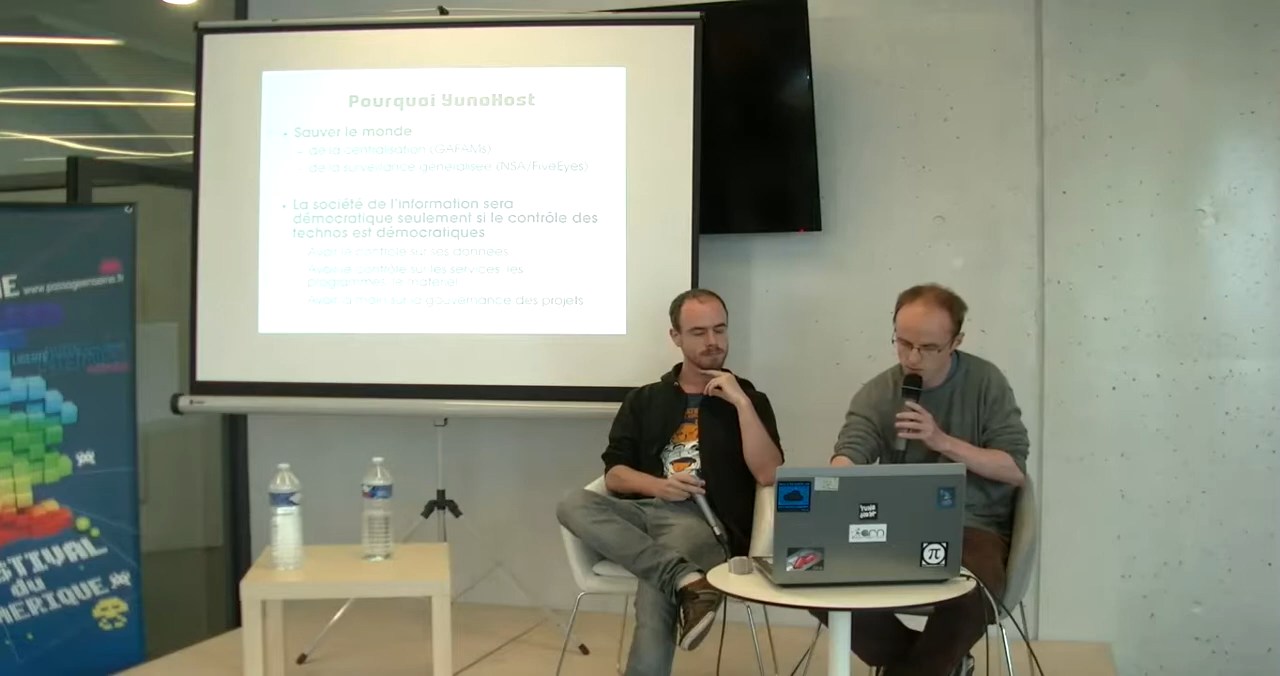 Pourquoi YunoHost
• Sauver le monde
– de la centralisation (GAFAMs)
– de la surveillance généralisée (NSA/FiveEyes)
• La société de l'information sera
démocratique seulement si le contrôle des
technos est démocratiques
Avoir le contrôle sur ses données
Avoir le contrôle sur les services, les
programmes, le matériel
Avoir la main sur la gouvernance des projets
www.passageenseine.fr
LIBERTÉ
STIVAL
du
MERIQUE
π